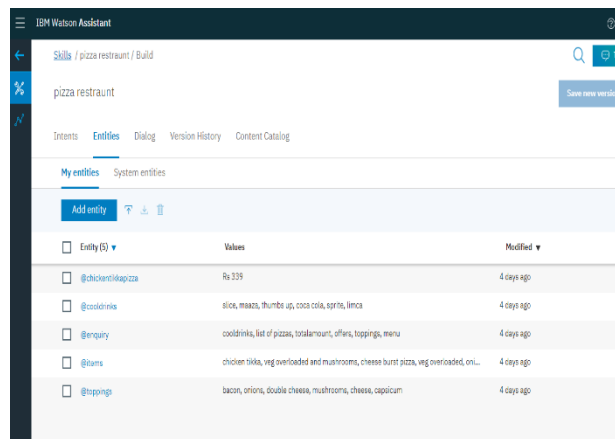 IBM Watson Assistant
Skills / pizza restraunt / Build
pizza restraunt
Save new versio
Intents Entities Dialog Version History Content Catalog
My entities System entities
Add entity
Entity (5) Values Modified
@chickentikkapizza Rs 339 4 days ago
@cooldrinks slice, maaza, thumbs up, coca cola, sprite, limca 4 days ago
@enquiry cooldrinks, list of pizzas, totalamount, offers, toppings, menu 4 days ago
@items chicken tikka, veg overloaded and mushrooms, cheese burst pizza, veg overloaded, oni... 4 days ago
@toppings bacon, onions, double cheese, mushrooms, cheese, capsicum 4 days ago